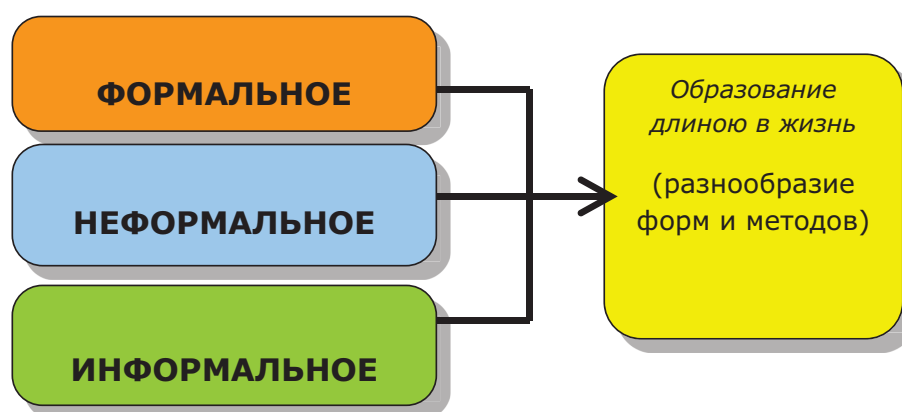 ФОРМАЛЬНОЕ
НЕФОРМАЛЬНОЕ
ИНФОРМАЛЬНОЕ
Образование
длиною в жизнь
(разнообразие
форм и методов)